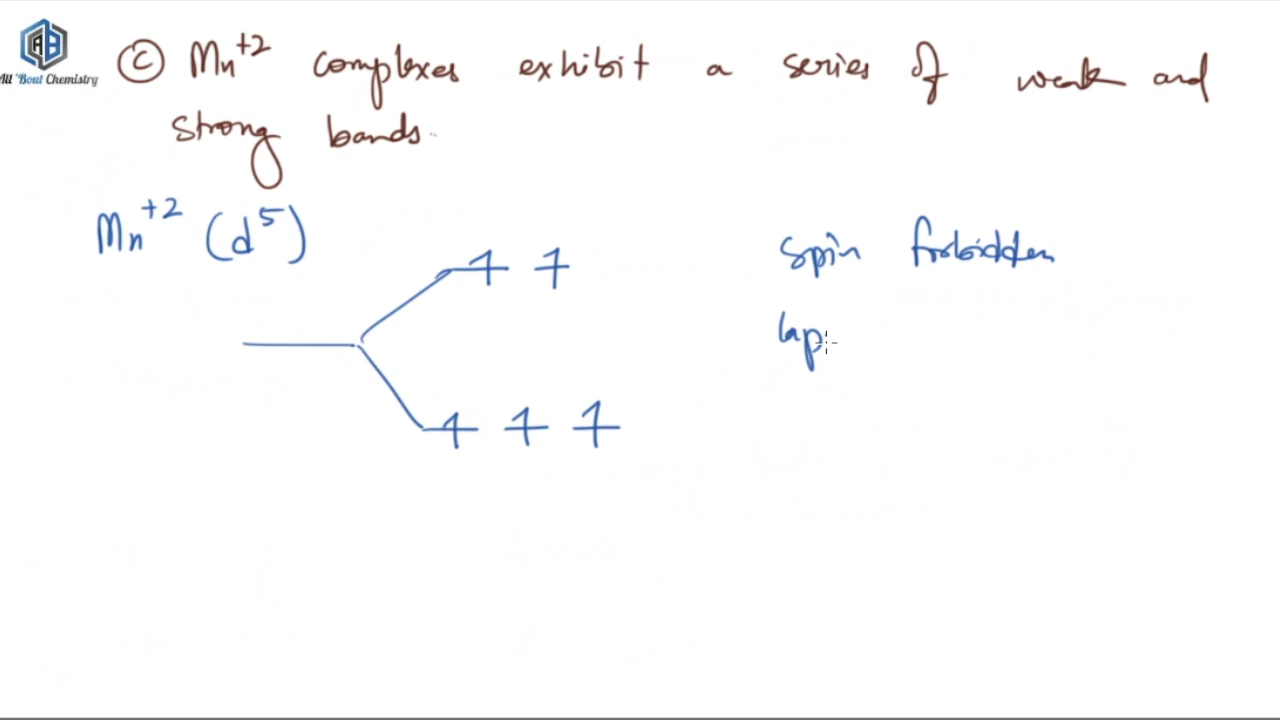 AB
All 'Bout Chemistry
(c) Mn+2 complexes exhibit a series of weak and
strong bands.
Mn+2 (d5)
spin forbidden
lap